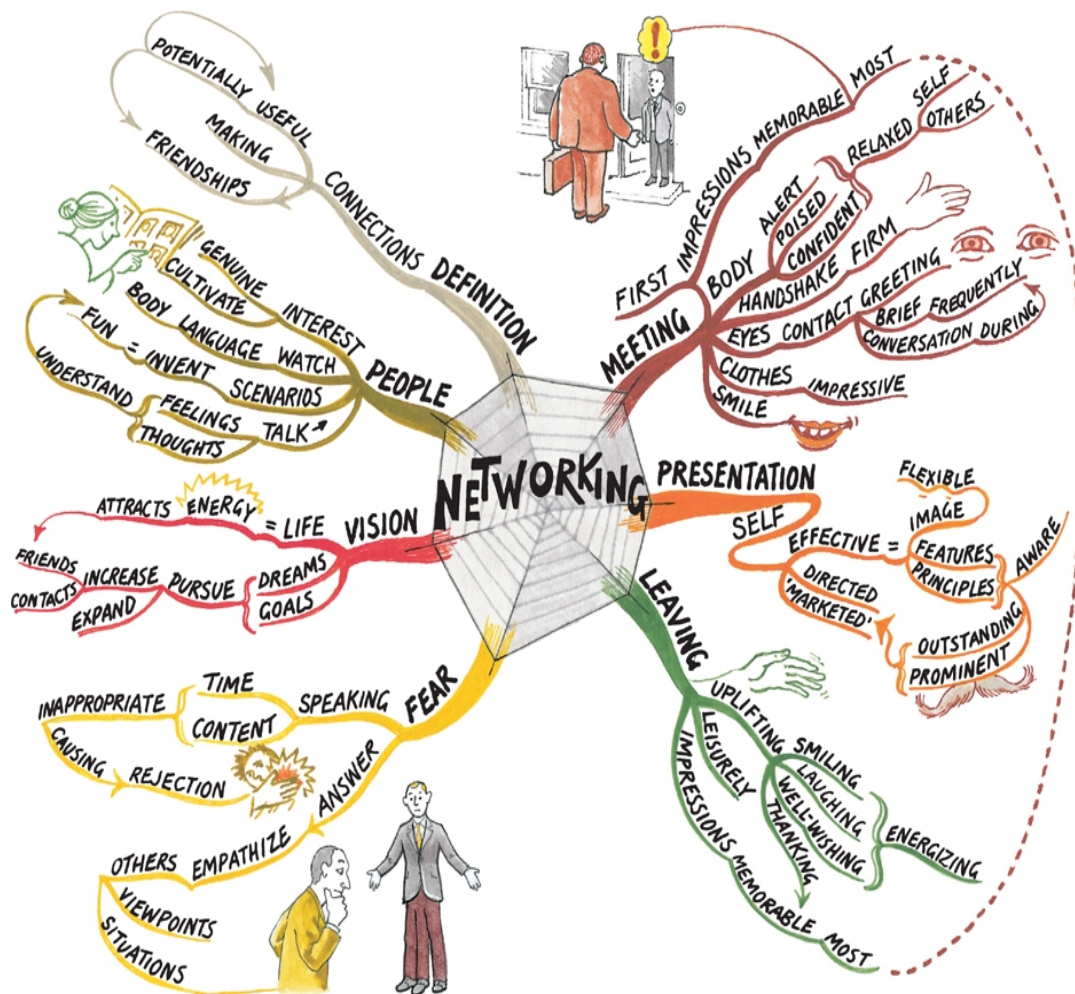 NETWORKING
DEFINITION
CONNECTIONS
POTENTIALLY USEFUL
MAKING
FRIENDSHIPS
MEETING
FIRST IMPRESSIONS MEMORABLE MOST
!
BODY
ALERT
POISED
CONFIDENT
RELAXED
SELF
OTHERS
HANDSHAKE FIRM
EYES CONTACT GREETING
BRIEF FREQUENTLY
CONVERSATION DURING
CLOTHES IMPRESSIVE
SMILE
PRESENTATION
SELF
EFFECTIVE =
FLEXIBLE
IMAGE
FEATURES
PRINCIPLES
AWARE
OUTSTANDING
PROMINENT
DIRECTED
'MARKETED'
LEAVING
UPLIFTING
SMILING
LAUGHING
WELL-WISHING
THANKING
ENERGIZING
LEISURELY
IMPRESSIONS MEMORABLE MOST
FEAR
SPEAKING
TIME
CONTENT
INAPPROPRIATE
CAUSING REJECTION
ANSWER
EMPATHIZE
OTHERS
VIEWPOINTS
SITUATIONS
VISION
ATTRACTS ENERGY = LIFE
DREAMS
GOALS
PURSUE
INCREASE
EXPAND
FRIENDS
CONTACTS
PEOPLE
GENUINE INTEREST
CULTIVATE
BODY LANGUAGE WATCH
FUN = INVENT SCENARIOS
UNDERSTAND
FEELINGS TALK
THOUGHTS